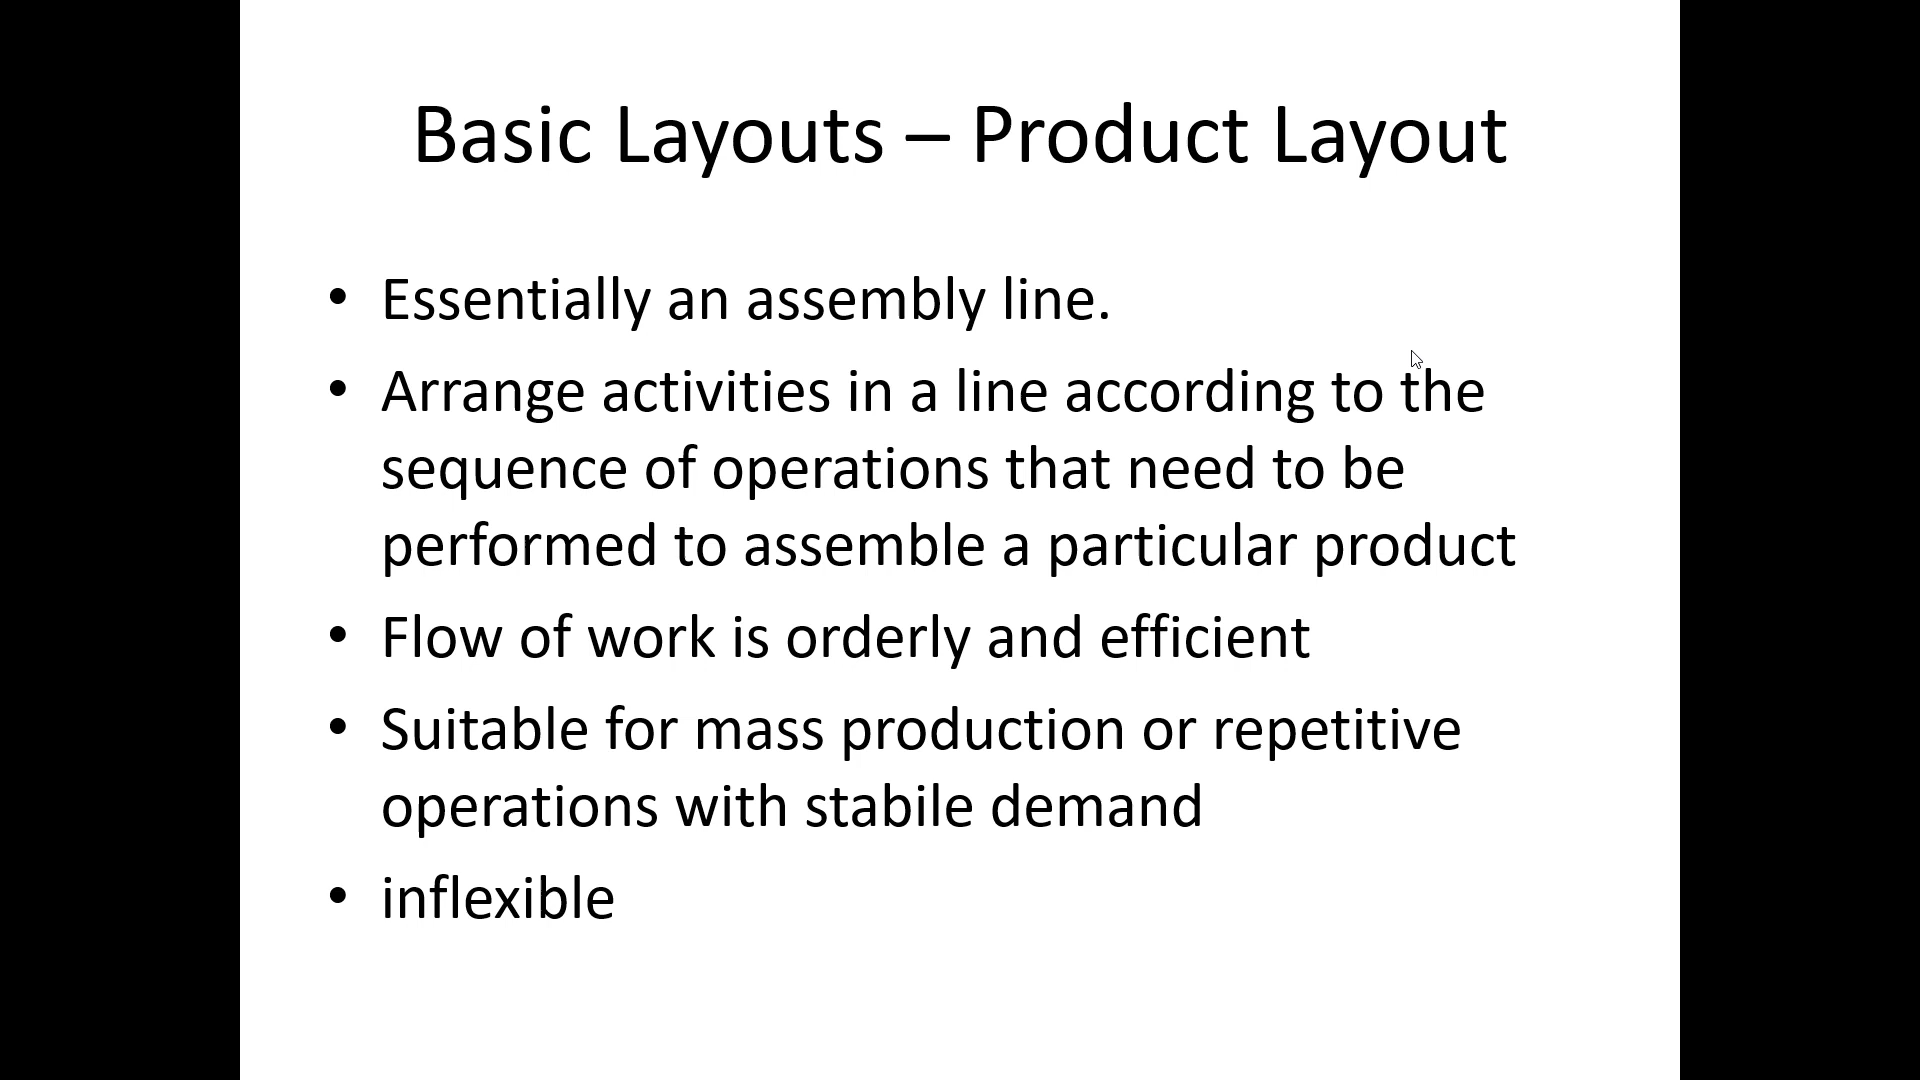 Basic Layouts – Product Layout
• Essentially an assembly line.
• Arrange activities in a line according to the
sequence of operations that need to be
performed to assemble a particular product
• Flow of work is orderly and efficient
• Suitable for mass production or repetitive
operations with stabile demand
• inflexible